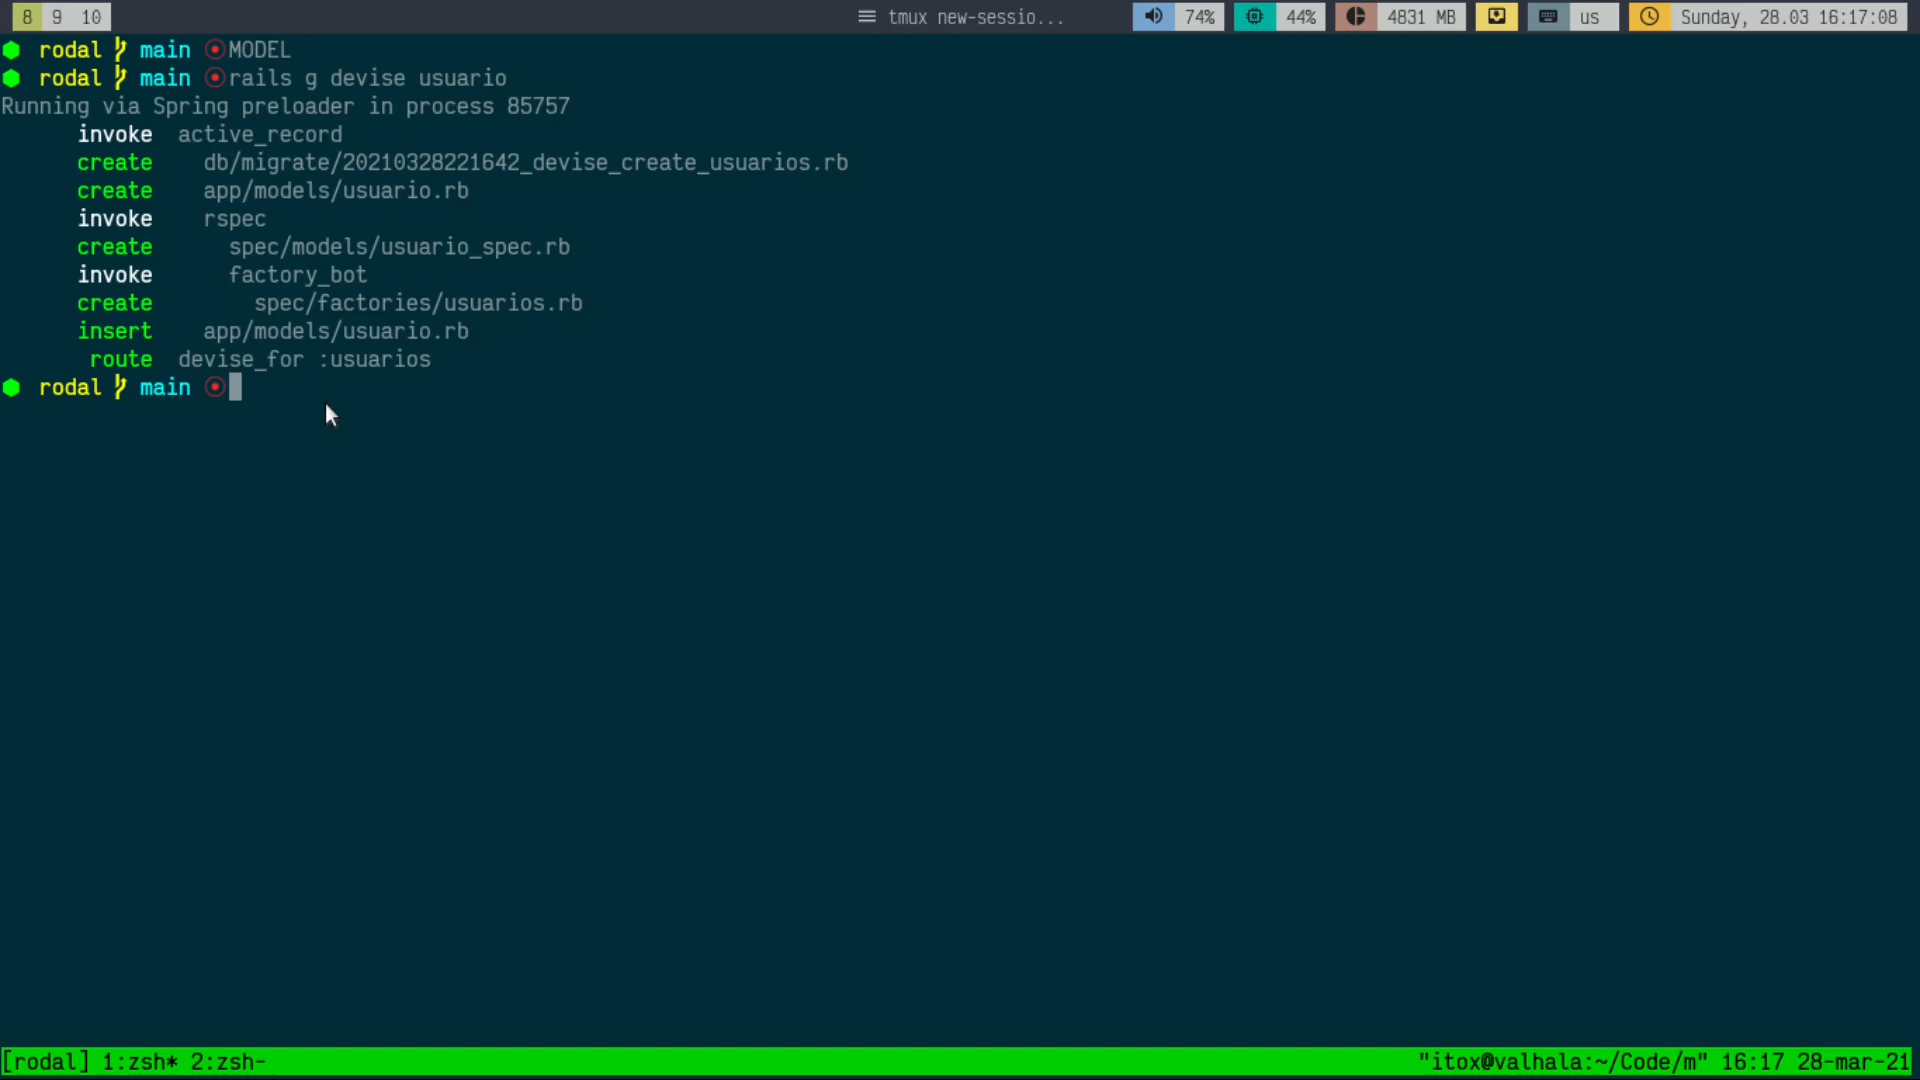 8 9 10 tmux new-sessio... 74% 44% 4831 MB us Sunday, 28.03 16:17:08
rodal main MODEL
rodal main rails g devise usuario
Running via Spring preloader in process 85757
invoke active_record
create db/migrate/20210328221642_devise_create_usuarios.rb
create app/models/usuario.rb
invoke rspec
create spec/models/usuario_spec.rb
invoke factory_bot
create spec/factories/usuarios.rb
insert app/models/usuario.rb
route devise_for :usuarios
rodal main
[rodal] 1:zsh* 2:zsh- "itox@valhala:~/Code/m" 16:17 28-mar-21